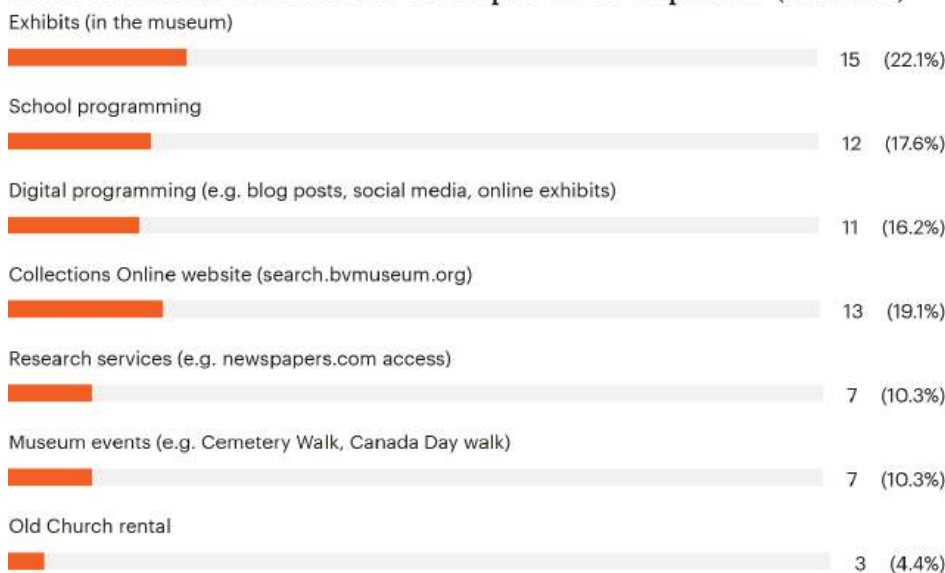 Exhibits (in the museum)
15 (22.1%)
School programming
12 (17.6%)
Digital programming (e.g. blog posts, social media, online exhibits)
11 (16.2%)
Collections Online website (search.bvmuseum.org)
13 (19.1%)
Research services (e.g. newspapers.com access)
7 (10.3%)
Museum events (e.g. Cemetery Walk, Canada Day walk)
7 (10.3%)
Old Church rental
3 (4.4%)